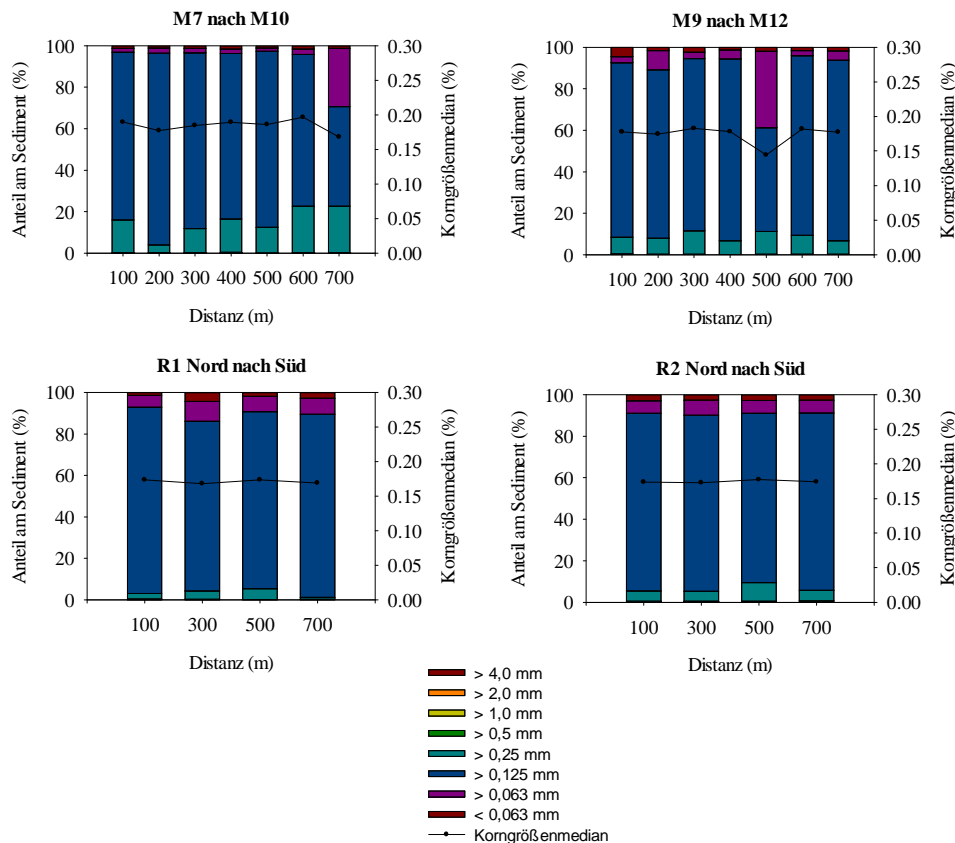 M7 nach M10
100
80
60
40
20
0
Anteil am Sediment (%)
0.30
0.25
0.20
0.15
0.10
0.05
0.00
Korngrößenmedian (%)
100 200 300 400 500 600 700
Distanz (m)
M9 nach M12
100
80
60
40
20
0
Anteil am Sediment (%)
0.30
0.25
0.20
0.15
0.10
0.05
0.00
Korngrößenmedian (%)
100 200 300 400 500 600 700
Distanz (m)
R1 Nord nach Süd
100
80
60
40
20
0
Anteil am Sediment (%)
0.30
0.25
0.20
0.15
0.10
0.05
0.00
Korngrößenmedian (%)
100 300 500 700
Distanz (m)
R2 Nord nach Süd
100
80
60
40
20
0
Anteil am Sediment (%)
0.30
0.25
0.20
0.15
0.10
0.05
0.00
Korngrößenmedian (%)
100 300 500 700
Distanz (m)
> 4,0 mm
> 2,0 mm
> 1,0 mm
> 0,5 mm
> 0,25 mm
> 0,125 mm
> 0,063 mm
< 0,063 mm
Korngrößenmedian